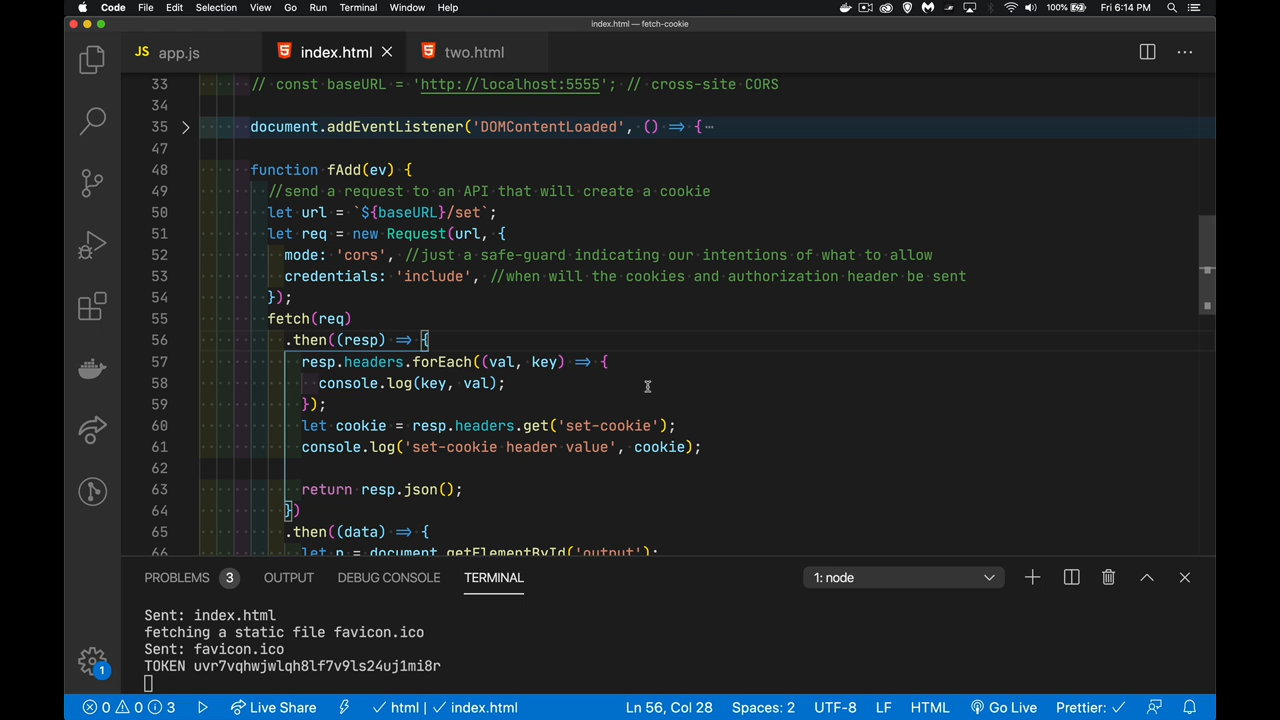 Code File Edit Selection View Go Run Terminal Window Help 100% Fri 6:14 PM
index.html — fetch-cookie
JS app.js index.html two.html
33 // const baseURL = 'http://localhost:5555'; // cross-site CORS
34
35 document.addEventListener('DOMContentLoaded', () => {…
47
48 function fAdd(ev) {
49 //send a request to an API that will create a cookie
50 let url = `${baseURL}/set`;
51 let req = new Request(url, {
52 mode: 'cors', //just a safe-guard indicating our intentions of what to allow
53 credentials: 'include', //when will the cookies and authorization header be sent
54 });
55 fetch(req)
56 .then((resp) => {
57 resp.headers.forEach((val, key) => {
58 console.log(key, val);
59 });
60 let cookie = resp.headers.get('set-cookie');
61 console.log('set-cookie header value', cookie);
62
63 return resp.json();
64 })
65 .then((data) => {
66 let p = document.getElementById('output');
PROBLEMS 3 OUTPUT DEBUG CONSOLE TERMINAL 1: node
Sent: index.html
fetching a static file favicon.ico
Sent: favicon.ico
TOKEN uvr7vqhwjwlqh8lf7v9ls24uj1mi8r
1
0 0 3 Live Share html | index.html Ln 56, Col 28 Spaces: 2 UTF-8 LF HTML Go Live Prettier: ✓